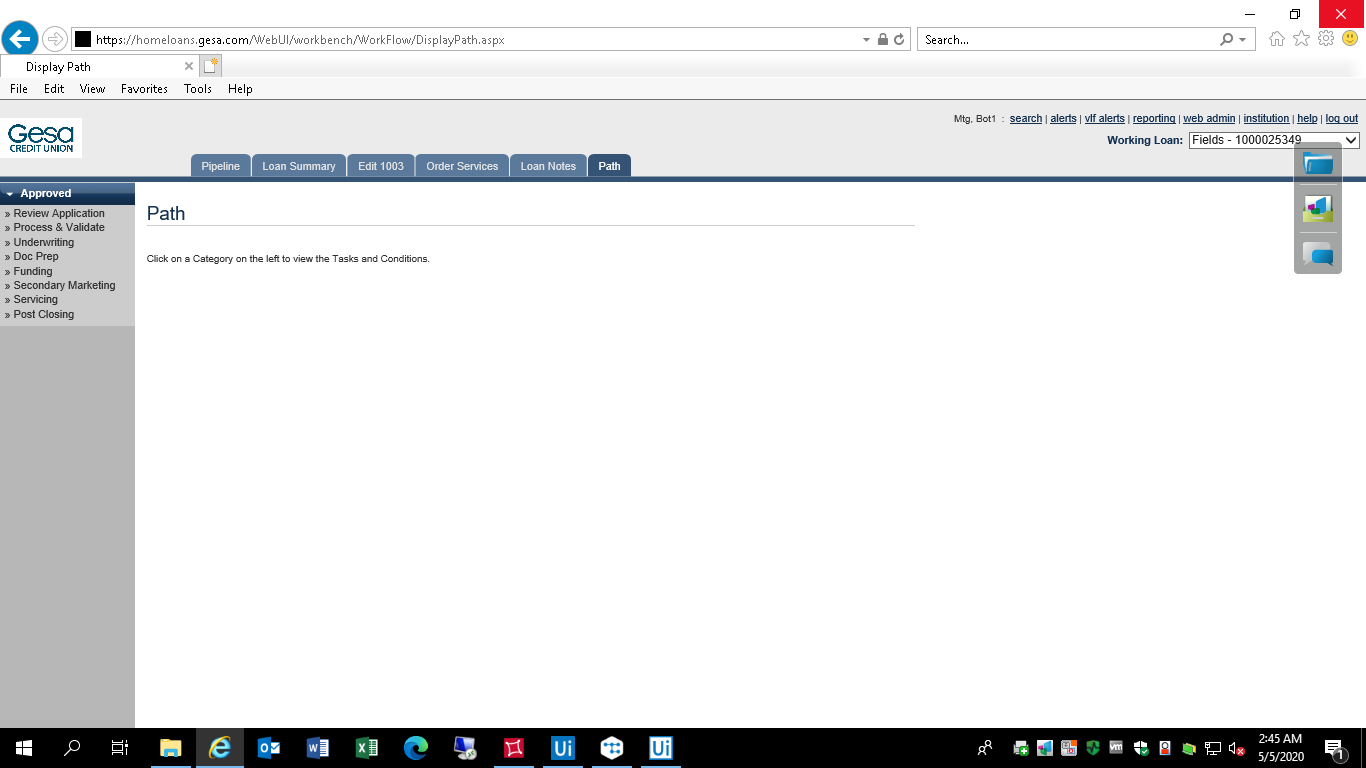 https://homeloans.gesa.com/WebUI/workbench/WorkFlow/DisplayPath.aspx
Search...
Display Path
File Edit View Favorites Tools Help
Gesa
CREDIT UNION
Mtg, Bot1 : search | alerts | vlf alerts | reporting | web admin | institution | help | log out
Working Loan: Fields - 1000025349
Pipeline Loan Summary Edit 1003 Order Services Loan Notes Path
Approved
» Review Application
» Process & Validate
» Underwriting
» Doc Prep
» Funding
» Secondary Marketing
» Servicing
» Post Closing
Path
Click on a Category on the left to view the Tasks and Conditions.
Ui
Ui
vm
2:45 AM
5/5/2020
1